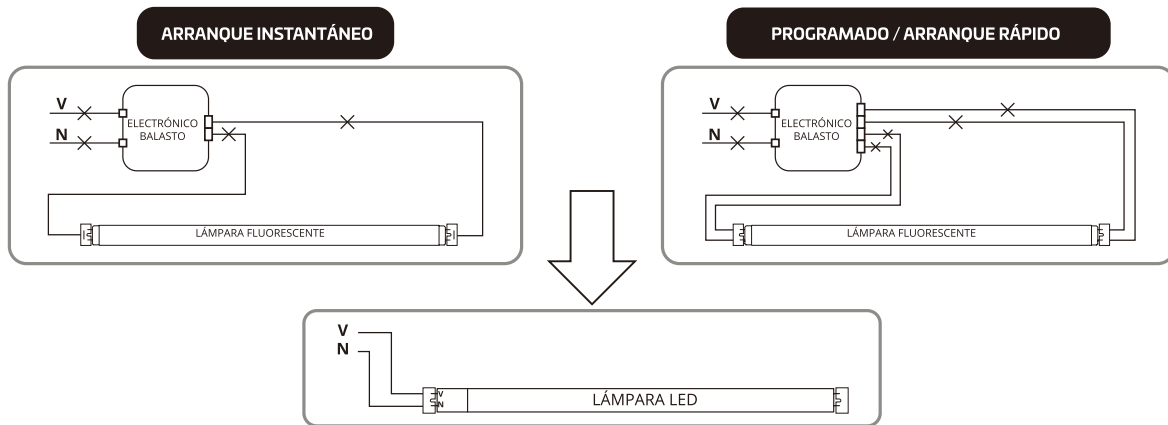 ARRANQUE INSTANTÁNEO
V
N
ELECTRÓNICO
BALASTO
LÁMPARA FLUORESCENTE
PROGRAMADO / ARRANQUE RÁPIDO
V
N
ELECTRÓNICO
BALASTO
LÁMPARA FLUORESCENTE
V
N
V
N
LÁMPARA LED